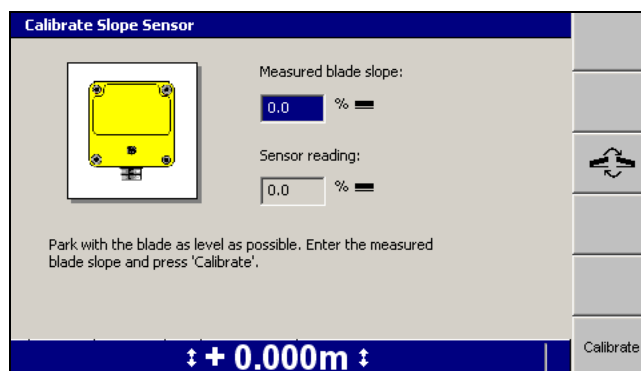 Calibrate Slope Sensor
Measured blade slope:
0.0 %
Sensor reading:
0.0 %
Park with the blade as level as possible. Enter the measured
blade slope and press 'Calibrate'.
+ 0.000m
Calibrate